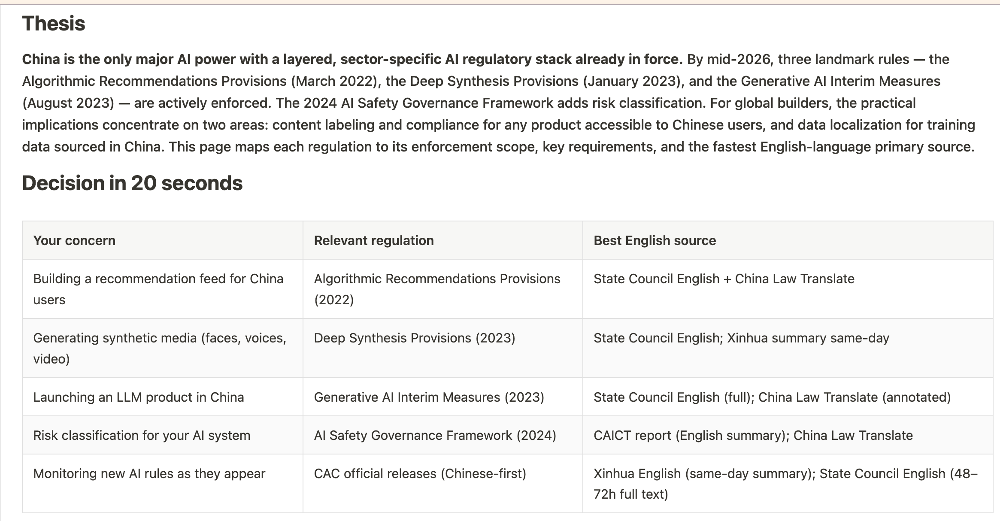 Thesis
China is the only major AI power with a layered, sector-specific AI regulatory stack already in force. By mid-2026, three landmark rules — the
Algorithmic Recommendations Provisions (March 2022), the Deep Synthesis Provisions (January 2023), and the Generative AI Interim Measures
(August 2023) — are actively enforced. The 2024 AI Safety Governance Framework adds risk classification. For global builders, the practical
implications concentrate on two areas: content labeling and compliance for any product accessible to Chinese users, and data localization for training
data sourced in China. This page maps each regulation to its enforcement scope, key requirements, and the fastest English-language primary source.
Decision in 20 seconds
Your concern
Relevant regulation
Best English source
Building a recommendation feed for China
users
Algorithmic Recommendations Provisions
(2022)
State Council English + China Law Translate
Generating synthetic media (faces, voices,
video)
Deep Synthesis Provisions (2023)
State Council English; Xinhua summary same-day
Launching an LLM product in China
Generative AI Interim Measures (2023)
State Council English (full); China Law Translate (annotated)
Risk classification for your AI system
AI Safety Governance Framework (2024)
CAICT report (English summary); China Law Translate
Monitoring new AI rules as they appear
CAC official releases (Chinese-first)
Xinhua English (same-day summary); State Council English (48–
72h full text)